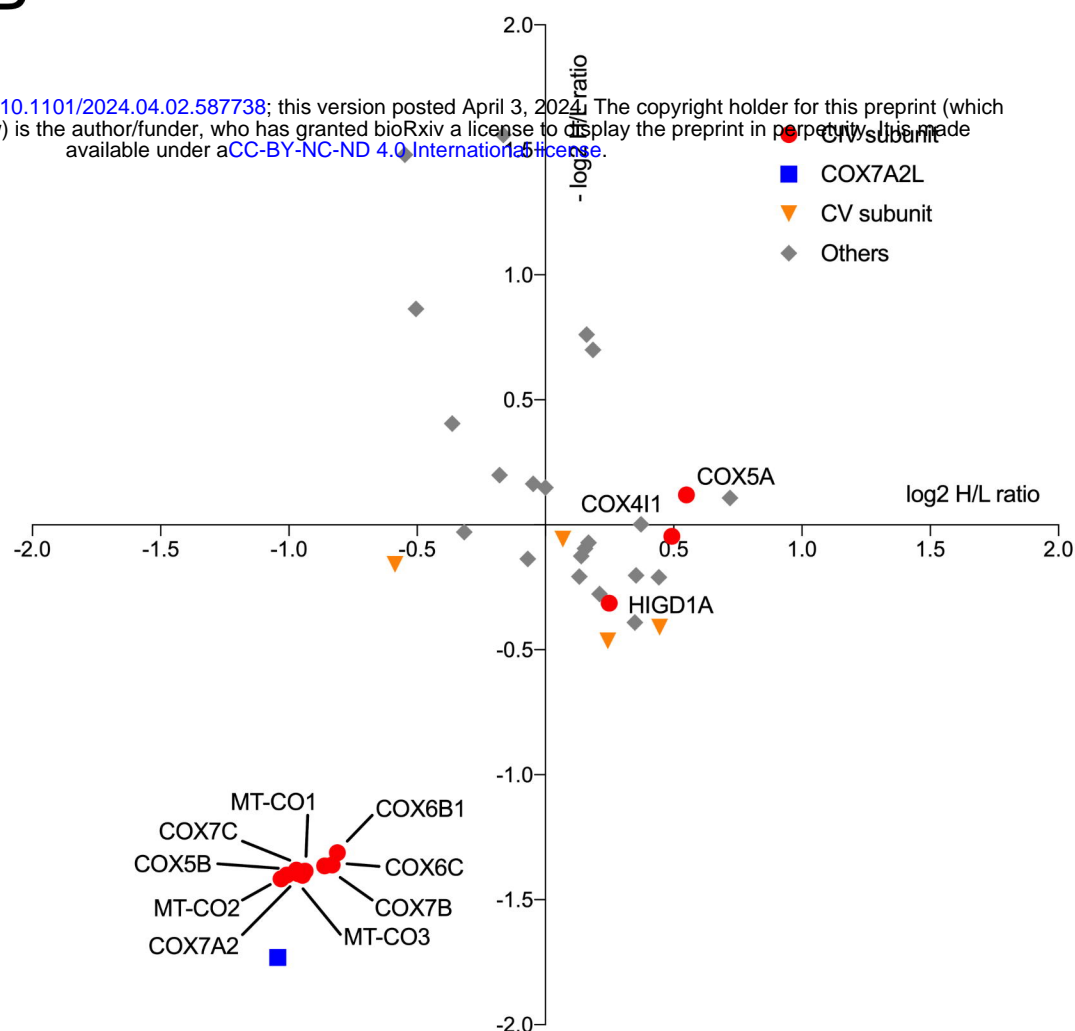 2.0
- log2 H/L ratio
10.1101/2024.04.02.587738; this version posted April 3, 2024. The copyright holder for this preprint (which
) is the author/funder, who has granted bioRxiv a license to display the preprint in perpetuity. It is made
available under aCC-BY-NC-ND 4.0 International license.
CIV subunit
1.5
COX7A2L
CV subunit
Others
1.0
0.5
COX5A
COX4I1
log2 H/L ratio
-2.0 -1.5 -1.0 -0.5 0.5 1.0 1.5 2.0
HIGD1A
-0.5
-1.0
MT-CO1
COX6B1
COX7C
COX5B
COX6C
MT-CO2
COX7B
-1.5
MT-CO3
COX7A2
-2.0